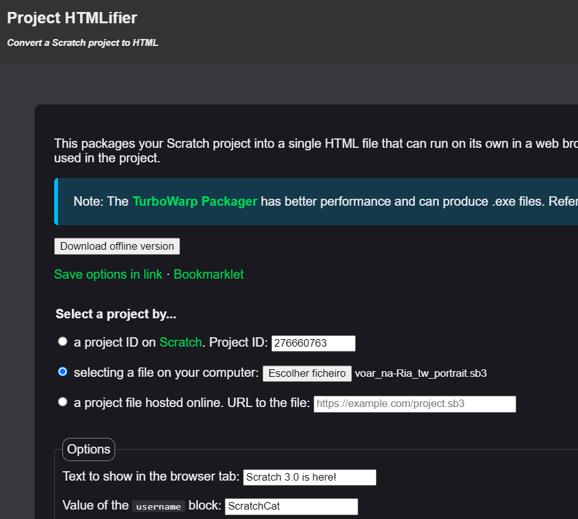 Project HTMLifier
Convert a Scratch project to HTML
This packages your Scratch project into a single HTML file that can run on its own in a web bro
used in the project.
Note: The TurboWarp Packager has better performance and can produce .exe files. Refer
Download offline version
Save options in link · Bookmarklet
Select a project by...
a project ID on Scratch. Project ID: 276660763
selecting a file on your computer: Escolher ficheiro voar_na-Ria_tw_portrait.sb3
a project file hosted online. URL to the file: https://example.com/project.sb3
Options
Text to show in the browser tab: Scratch 3.0 is here!
Value of the username block: ScratchCat